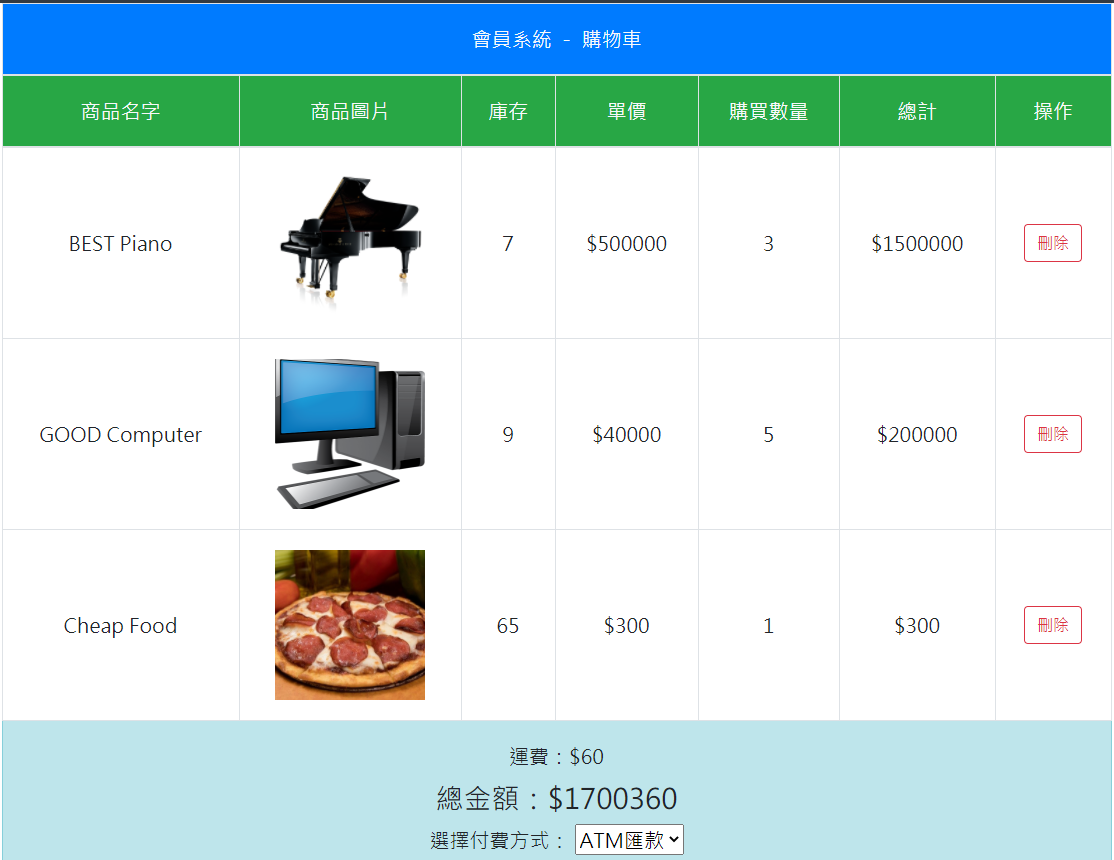 會員系統 - 購物車
商品名字 商品圖片 庫存 單價 購買數量 總計 操作
BEST Piano 7 $500000 3 $1500000 刪除
GOOD Computer 9 $40000 5 $200000 刪除
Cheap Food 65 $300 1 $300 刪除
運費：$60
總金額：$1700360
選擇付費方式： ATM匯款